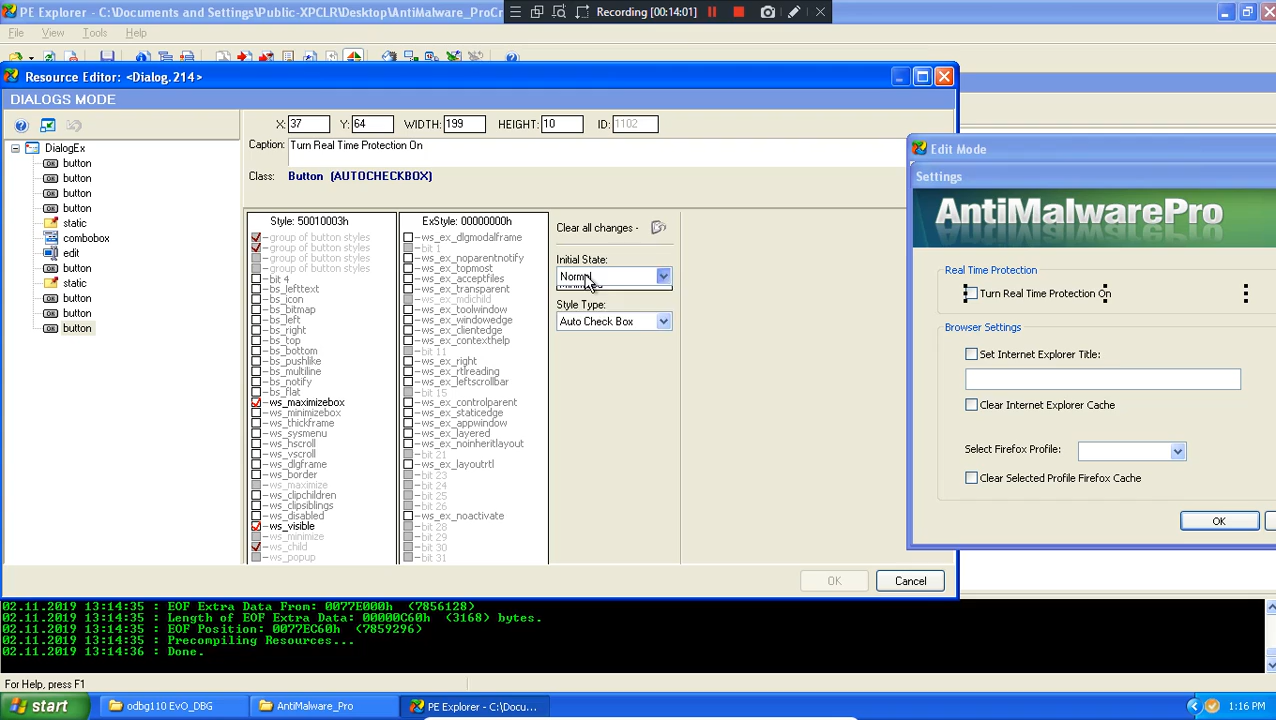 PE Explorer - C:\Documents and Settings\Public-XPCLR\Desktop\AntiMalware_ProCr
Recording [00:14:01]
File View Tools Help
Resource Editor: <Dialog.214>
DIALOGS MODE
X: 37 Y: 64 WIDTH: 199 HEIGHT: 10 ID: 1102
Caption: Turn Real Time Protection On
Class: Button (AUTOCHECKBOX)
DialogEx
button
button
button
button
static
combobox
edit
button
static
button
button
button
Style: 50010003h
group of button styles
group of button styles
group of button styles
group of button styles
bit 4
bs_lefttext
bs_icon
bs_bitmap
bs_left
bs_right
bs_top
bs_bottom
bs_pushlike
bs_multiline
bs_notify
bs_flat
ws_maximizebox
ws_minimizebox
ws_thickframe
ws_sysmenu
ws_hscroll
ws_vscroll
ws_dlgframe
ws_border
ws_maximize
ws_clipchildren
ws_clipsiblings
ws_disabled
ws_visible
ws_minimize
ws_child
ws_popup
ExStyle: 00000000h
ws_ex_dlgmodalframe
bit 1
ws_ex_noparentnotify
ws_ex_topmost
ws_ex_acceptfiles
ws_ex_transparent
ws_ex_mdichild
ws_ex_toolwindow
ws_ex_windowedge
ws_ex_clientedge
ws_ex_contexthelp
bit 11
ws_ex_right
ws_ex_rtlreading
ws_ex_leftscrollbar
bit 15
ws_ex_controlparent
ws_ex_staticedge
ws_ex_appwindow
ws_ex_layered
ws_ex_noinheritlayout
bit 21
ws_ex_layoutrtl
bit 23
bit 24
bit 25
bit 26
ws_ex_noactivate
bit 28
bit 29
bit 30
bit 31
Clear all changes -
Initial State:
Normal
Style Type:
Auto Check Box
OK Cancel
Edit Mode
Settings
AntiMalwarePro
Real Time Protection
Turn Real Time Protection On
Browser Settings
Set Internet Explorer Title:
Clear Internet Explorer Cache
Select Firefox Profile:
Clear Selected Profile Firefox Cache
OK
02.11.2019 13:14:35 : EOF Extra Data From: 0077E000h (7856128)
02.11.2019 13:14:35 : Length of EOF Extra Data: 00000C60h (3168) bytes.
02.11.2019 13:14:35 : EOF Position: 0077EC60h (7859296)
02.11.2019 13:14:35 : Precompiling Resources...
02.11.2019 13:14:36 : Done.
For Help, press F1
start odbg110 EvO_DBG AntiMalware_Pro PE Explorer - C:\Docu... 1:16 PM